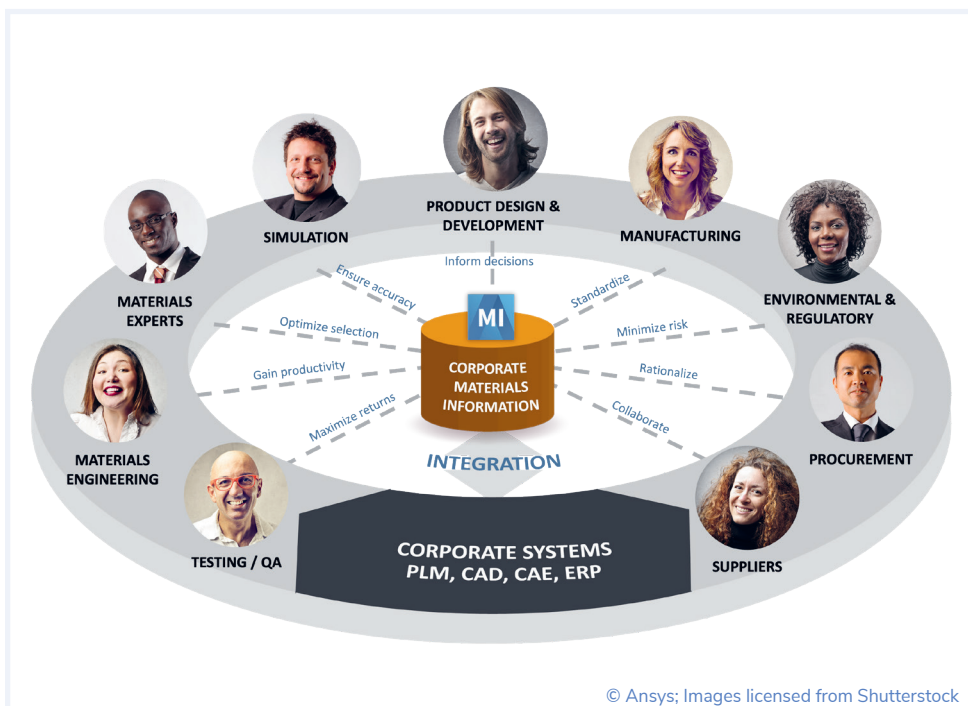 PRODUCT DESIGN &
DEVELOPMENT
SIMULATION
MANUFACTURING
MATERIALS
EXPERTS
ENVIRONMENTAL &
REGULATORY
Inform decisions
Ensure accuracy
Standardize
Optimize selection
Minimize risk
Gain productivity
Rationalize
Maximize returns
Collaborate
MI
CORPORATE
MATERIALS
INFORMATION
INTEGRATION
MATERIALS
ENGINEERING
PROCUREMENT
TESTING / QA
SUPPLIERS
CORPORATE SYSTEMS
PLM, CAD, CAE, ERP
© Ansys; Images licensed from Shutterstock